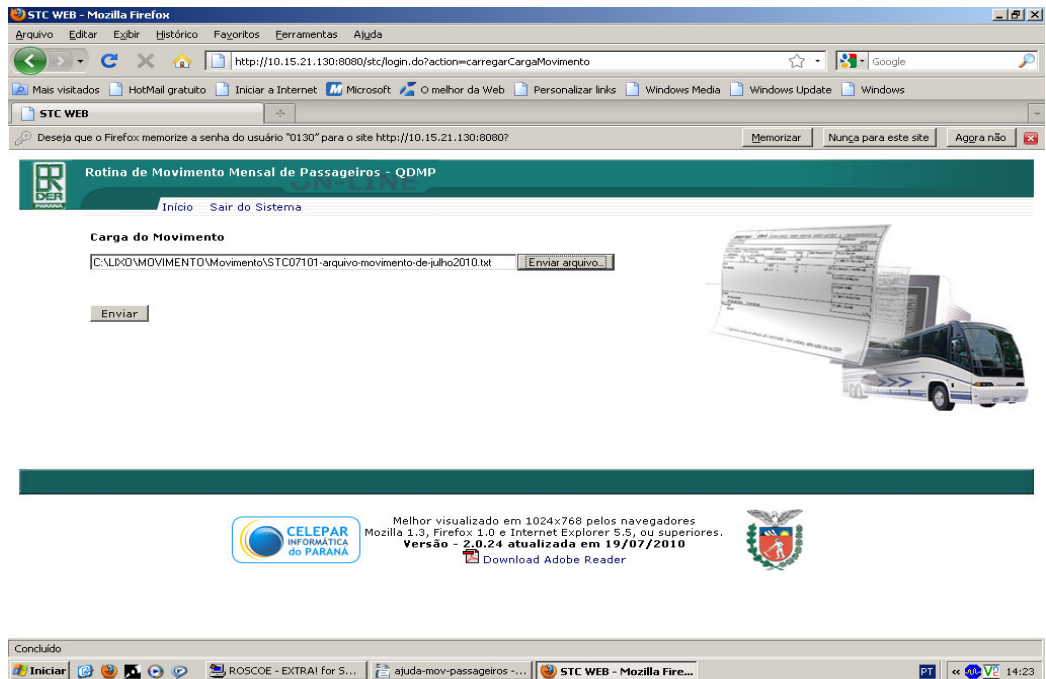 STC WEB - Mozilla Firefox
Arquivo Editar Exibir Histórico Favoritos Ferramentas Ajuda
http://10.15.21.130:8080/stc/login.do?action=carregarCargaMovimento
Google
Mais visitados HotMail gratuito Iniciar a Internet Microsoft O melhor da Web Personalizar links Windows Media Windows Update Windows
STC WEB
Deseja que o Firefox memorize a senha do usuário "0130" para o site http://10.15.21.130:8080? Memorizar Nunca para este site Agora não
DER
PARANÁ
Rotina de Movimento Mensal de Passageiros - QDMP
ON-LINE
Início Sair do Sistema
Carga do Movimento
C:\LIXO\MOVIMENTO\Movimento\STC07101-arquivo-movimento-de-julho2010.txt Enviar arquivo...
Enviar
CELEPAR
INFORMÁTICA
do PARANÁ
Melhor visualizado em 1024x768 pelos navegadores
Mozilla 1.3, Firefox 1.0 e Internet Explorer 5.5, ou superiores.
Versão - 2.0.24 atualizada em 19/07/2010
Download Adobe Reader
Concluído
Iniciar ROSCOE - EXTRA! for S... ajuda-mov-passageiros -... STC WEB - Mozilla Fire... PT « 14:23